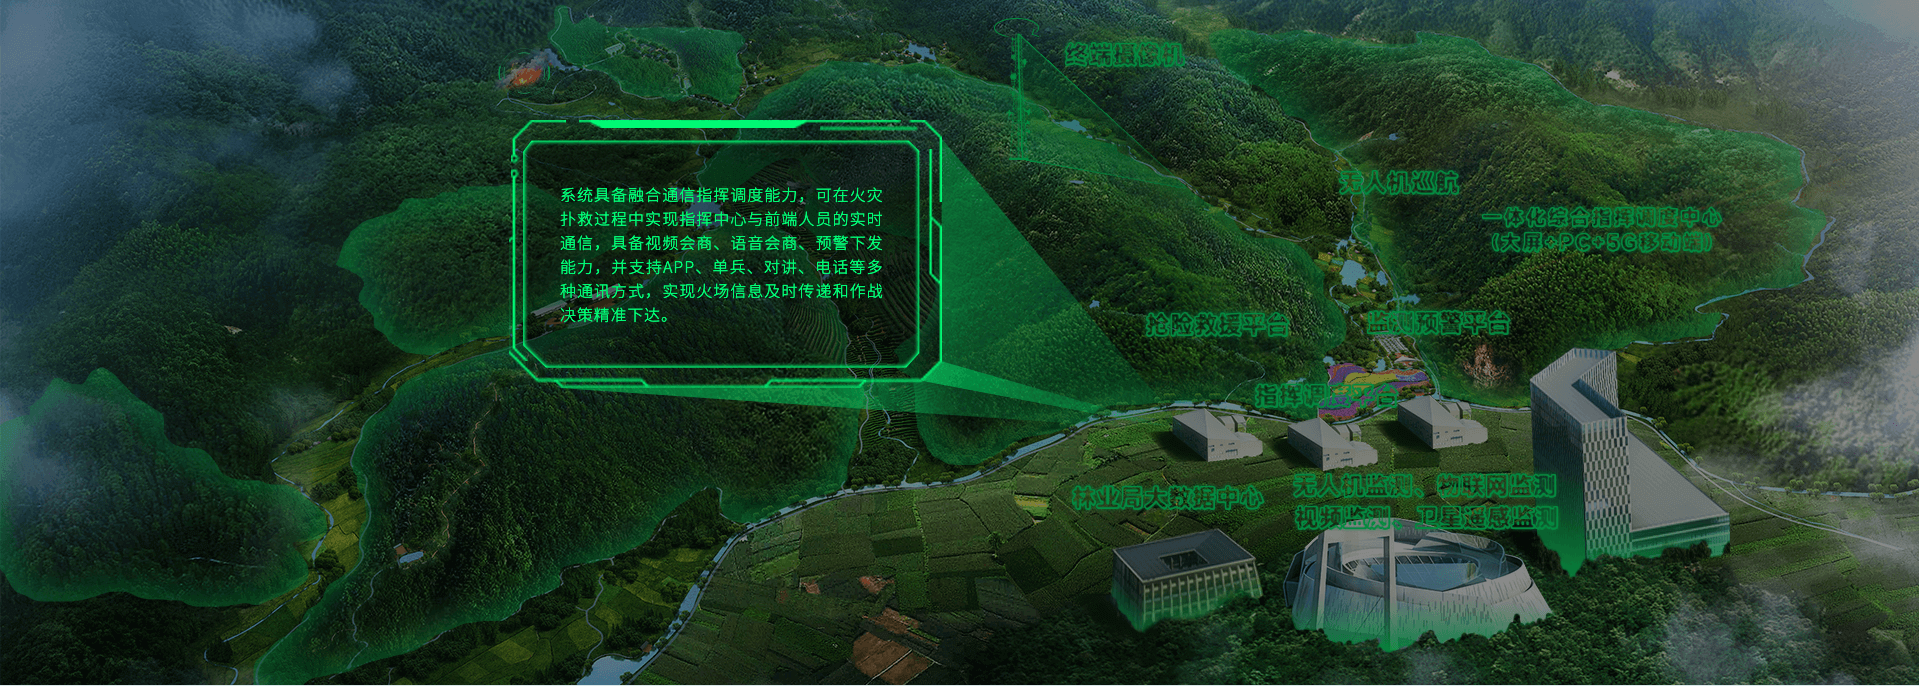 终端摄像机
无人机巡航
系统具备融合通信指挥调度能力，可在火灾
扑救过程中实现指挥中心与前端人员的实时
通信，具备视频会商、语音会商、预警下发
能力，并支持APP、单兵、对讲、电话等多
种通讯方式，实现火场信息及时传递和作战
决策精准下达。
一体化综合指挥调度中心
(大屏+PC+5G移动端)
抢险救援平台
监测预警平台
指挥调度平台
林业局大数据中心
无人机监测、物联网监测
视频监测、卫星遥感监测